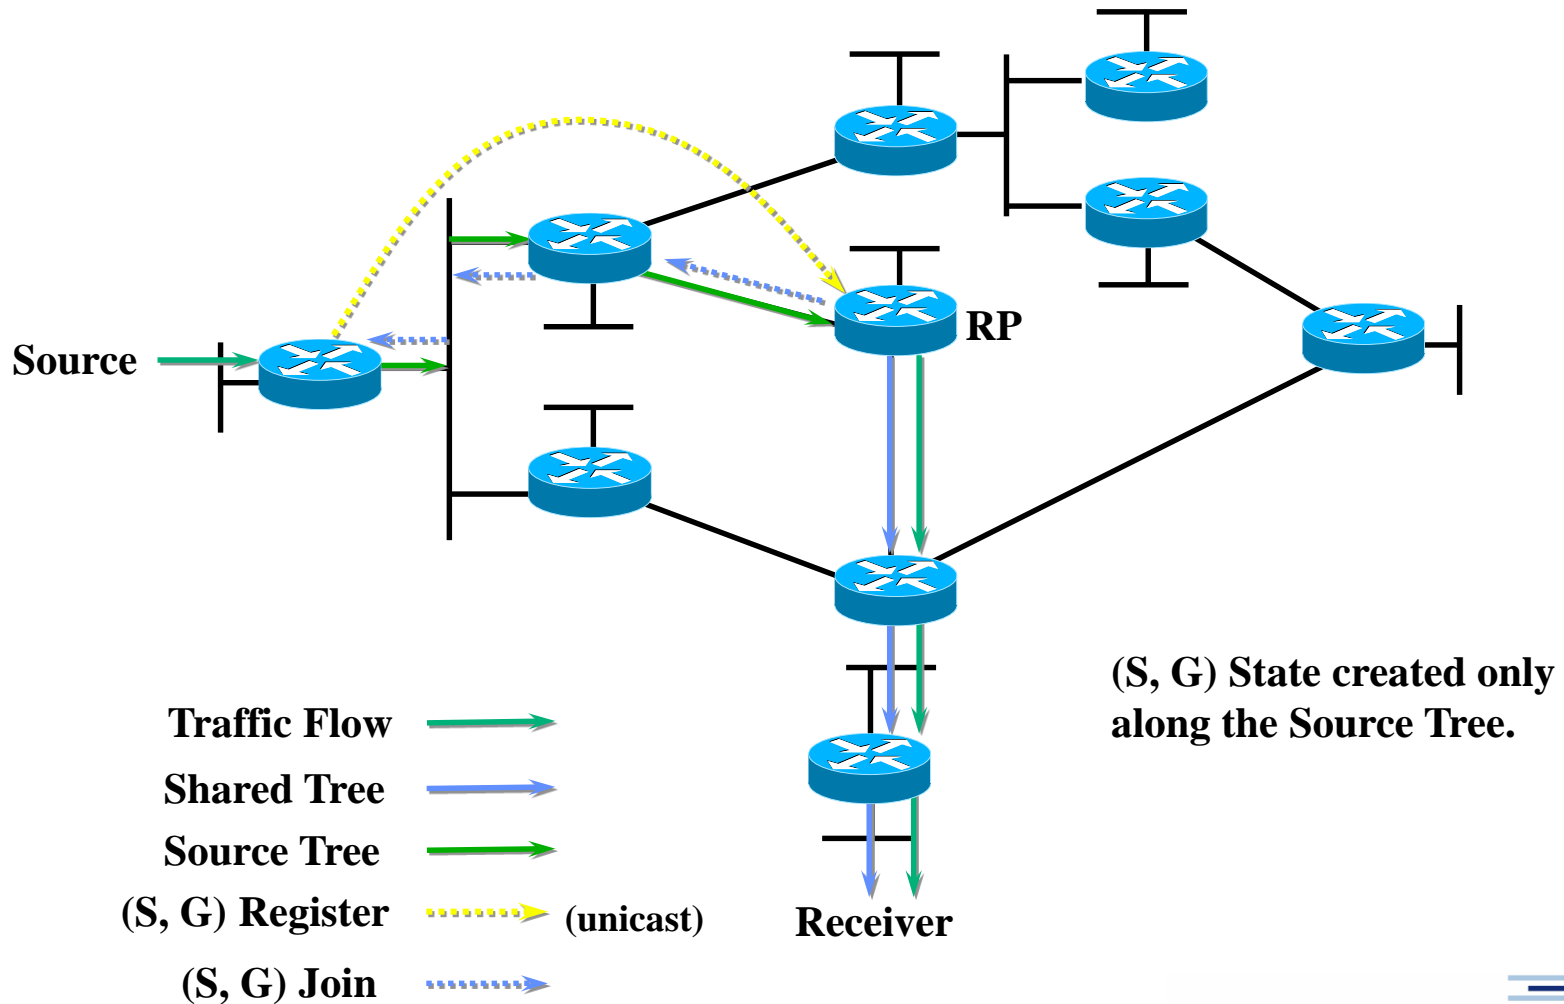 RP
Source
(S, G) State created only
along the Source Tree.
Traffic Flow
Shared Tree
Source Tree
(S, G) Register
(unicast)
Receiver
(S, G) Join